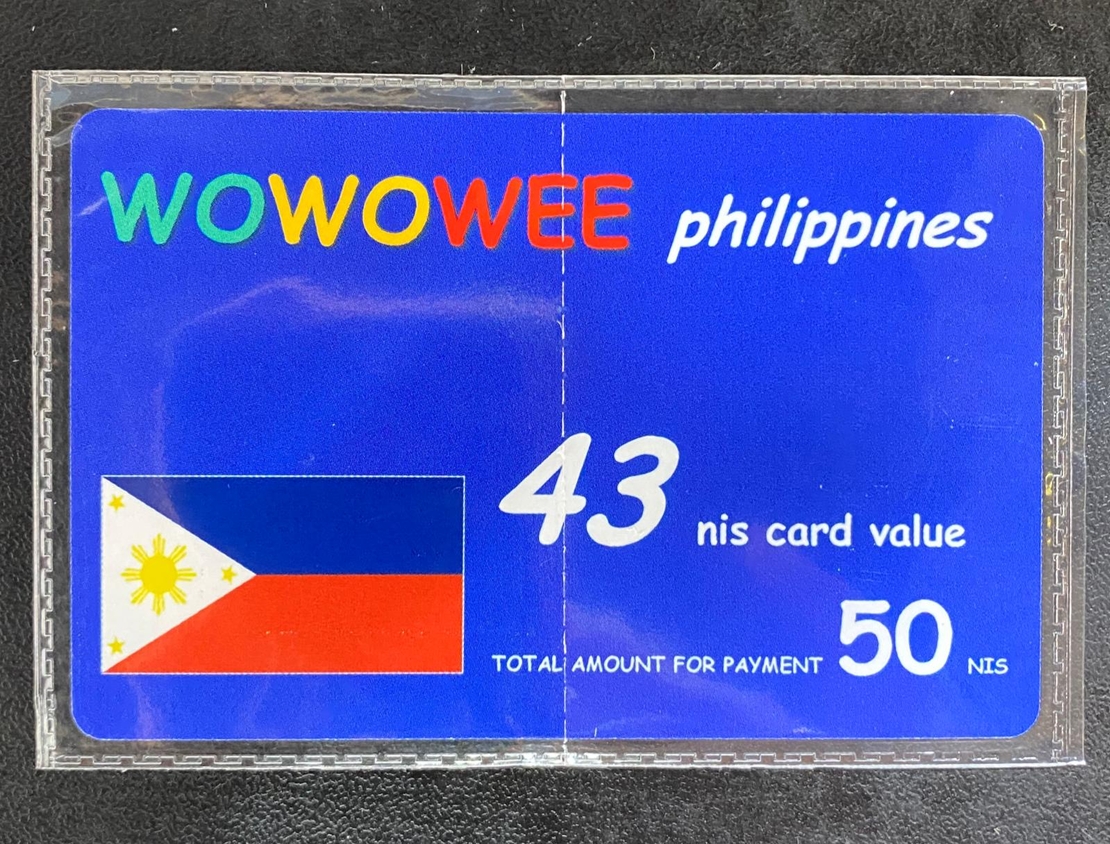 WOWOWEE philippines
43 nis card value
TOTAL AMOUNT FOR PAYMENT 50 NIS